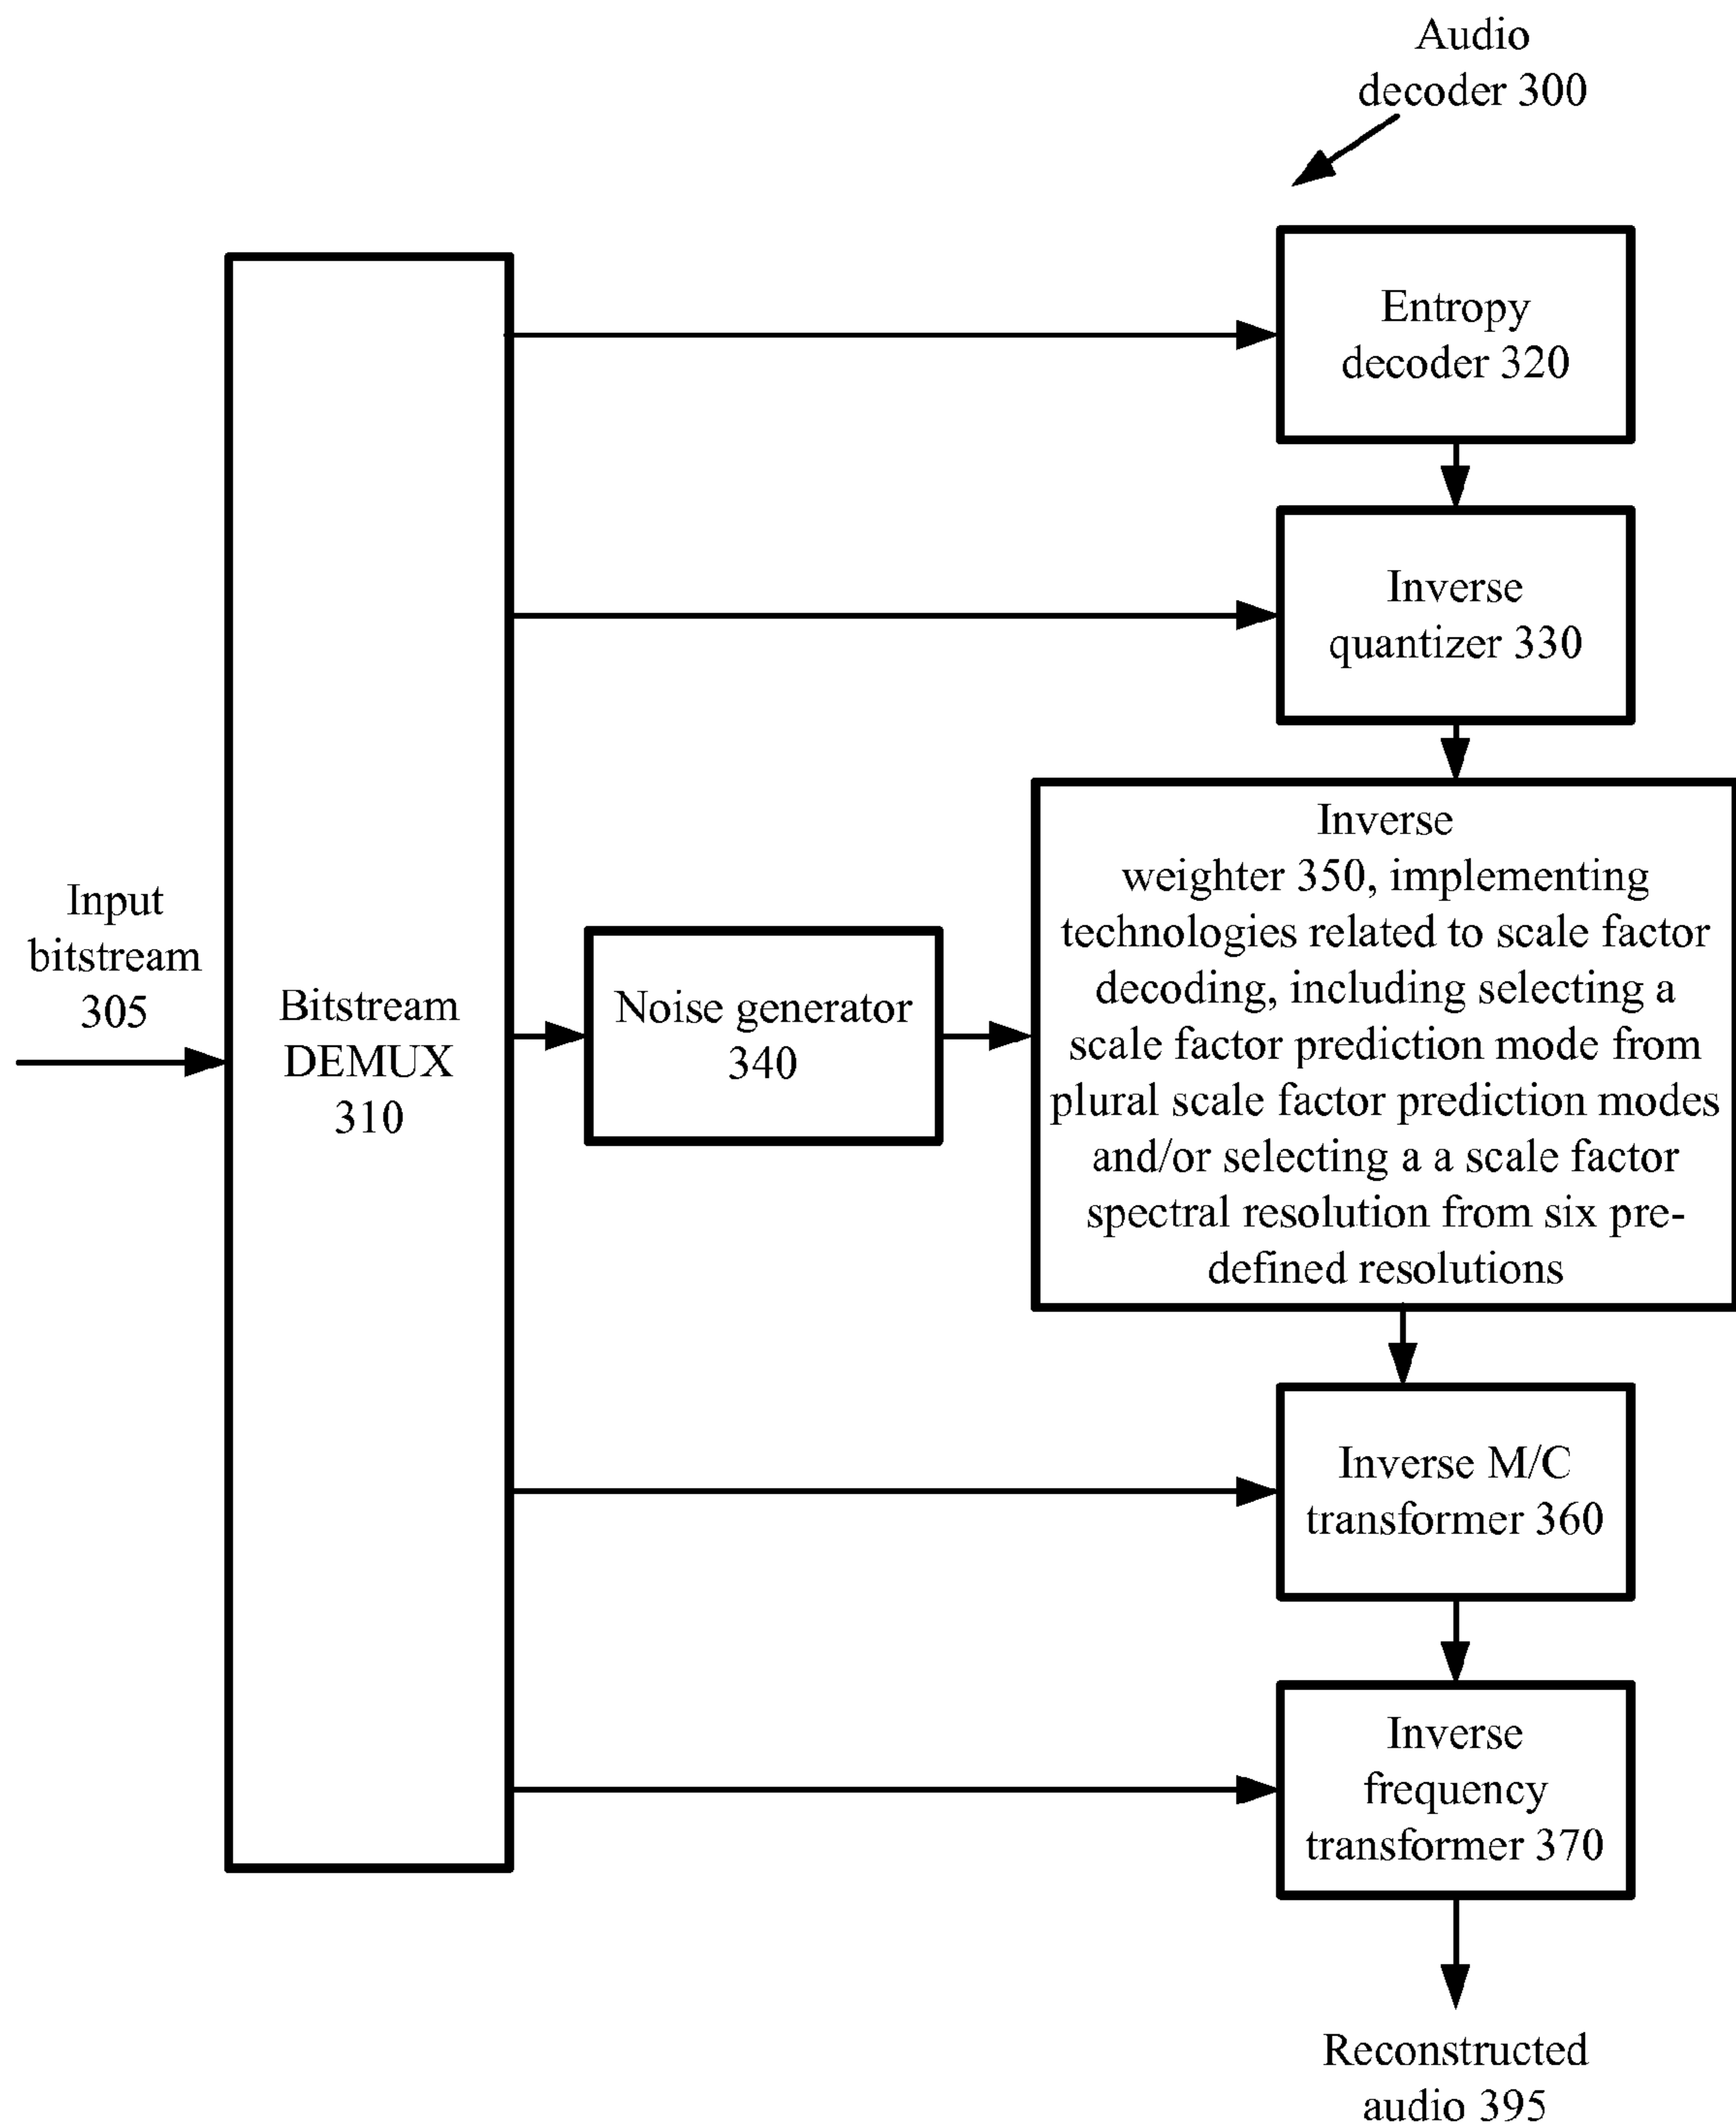 Audio
decoder 300
Entropy
decoder 320
Inverse
quantizer 330
Inverse
weighter 350, implementing
technologies related to scale factor
decoding, including selecting a
scale factor prediction mode from
plural scale factor prediction modes
and/or selecting a a scale factor
spectral resolution from six pre-
defined resolutions
Input
bitstream
305
Bitstream
DEMUX
310
Noise generator
340
Inverse M/C
transformer 360
Inverse
frequency
transformer 370
Reconstructed
audio 395